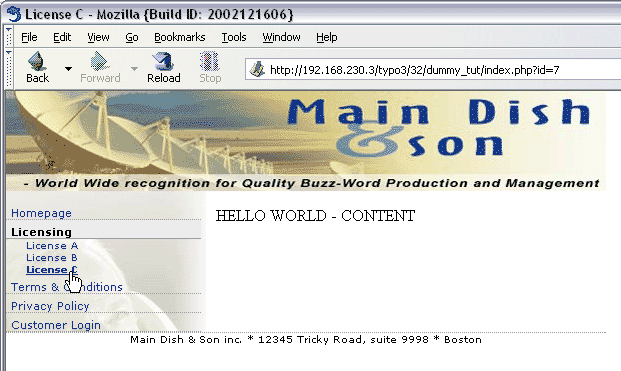 License C - Mozilla {Build ID: 2002121606}
File Edit View Go Bookmarks Tools Window Help
Back Forward Reload Stop http://192.168.230.3/typo3/32/dummy_tut/index.php?id=7
Main Dish
& son
- World Wide recognition for Quality Buzz-Word Production and Management
Homepage
HELLO WORLD - CONTENT
Licensing
License A
License B
License C
Terms & Conditions
Privacy Policy
Customer Login
Main Dish & Son inc. * 12345 Tricky Road, suite 9998 * Boston